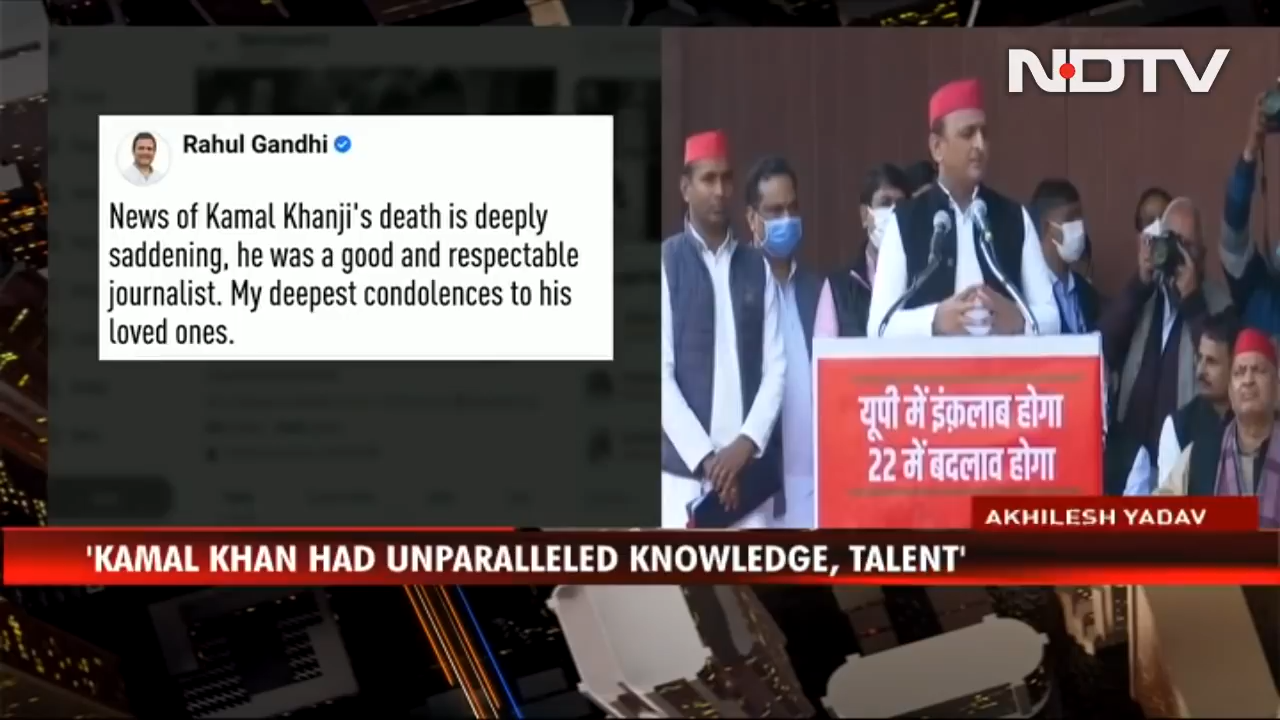 NDTV
Rahul Gandhi
News of Kamal Khanji's death is deeply
saddening, he was a good and respectable
journalist. My deepest condolences to his
loved ones.
यूपी में इंक़लाब होगा
22 में बदलाव होगा
AKHILESH YADAV
'KAMAL KHAN HAD UNPARALLELED KNOWLEDGE, TALENT'